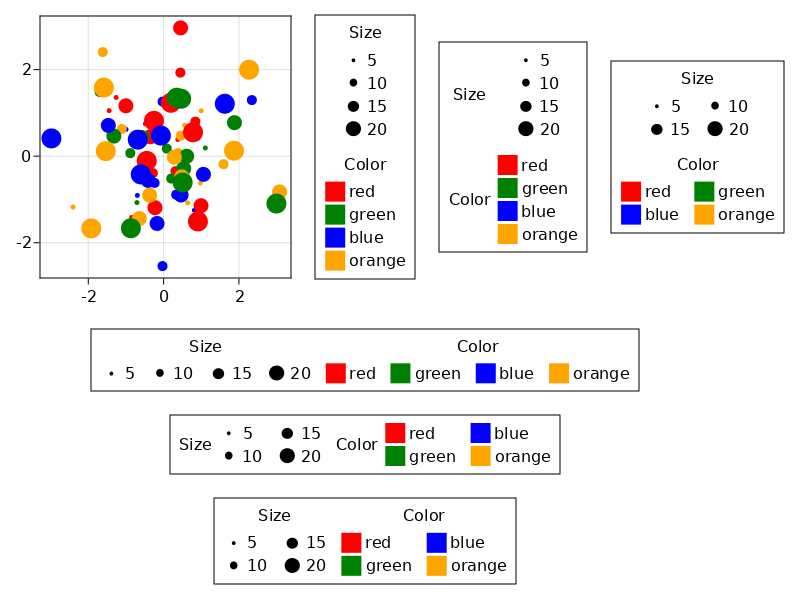 2
0
-2
-2 0 2
Size
5
10
15
20
Color
red
green
blue
orange
Size
5
10
15
20
Color
red
green
blue
orange
Size
5 10
15 20
Color
red green
blue orange
Size Color
5 10 15 20 red green blue orange
Size 5 15 Color red blue
10 20 green orange
Size Color
5 15 red blue
10 20 green orange